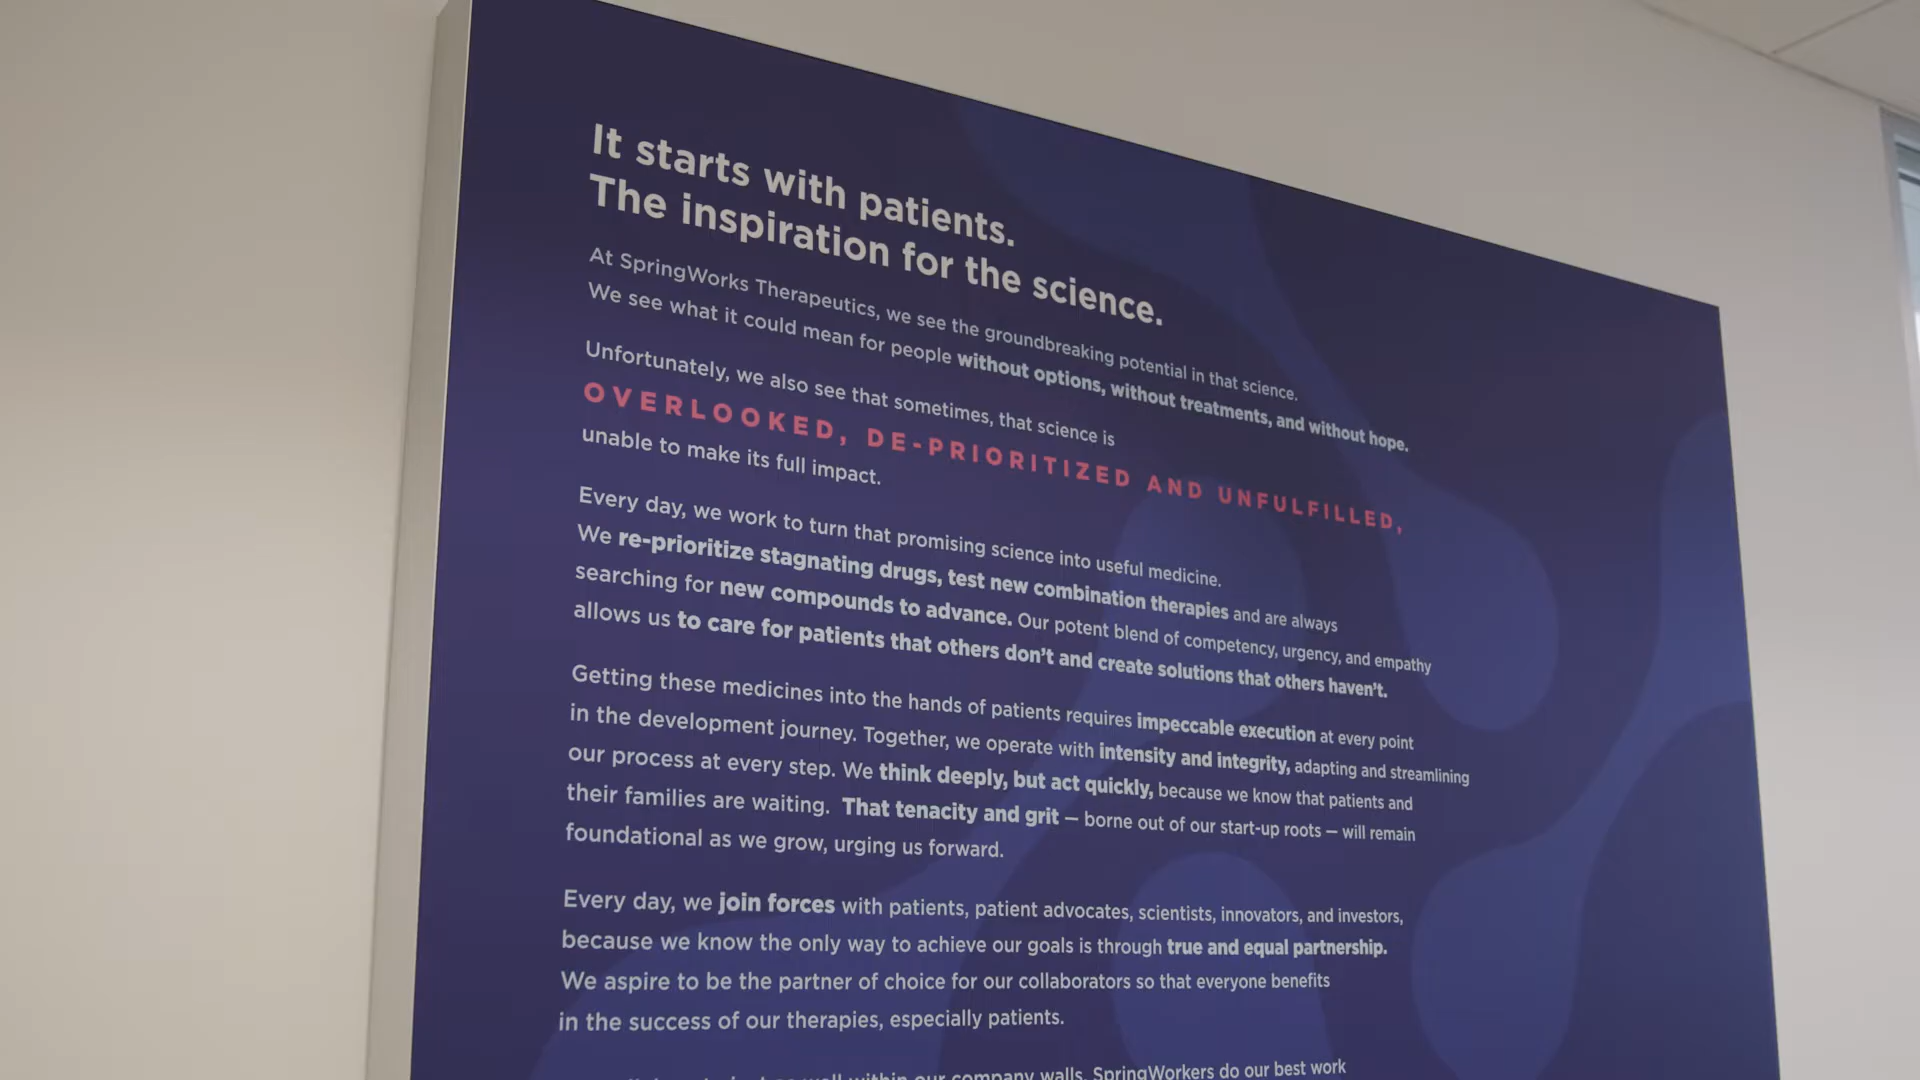 It starts with patients.
The inspiration for the science.
At SpringWorks Therapeutics, we see the groundbreaking potential in that science.
We see what it could mean for people without options, without treatments, and without hope.
Unfortunately, we also see that sometimes, that science is
OVERLOOKED, DE-PRIORITIZED AND UNFULFILLED,
unable to make its full impact.
Every day, we work to turn that promising science into useful medicine.
We re-prioritize stagnating drugs, test new combination therapies and are always
searching for new compounds to advance. Our potent blend of competency, urgency, and empathy
allows us to care for patients that others don't and create solutions that others haven't.
Getting these medicines into the hands of patients requires impeccable execution at every point
in the development journey. Together, we operate with intensity and integrity, adapting and streamlining
our process at every step. We think deeply, but act quickly, because we know that patients and
their families are waiting. That tenacity and grit – borne out of our start-up roots – will remain
foundational as we grow, urging us forward.
Every day, we join forces with patients, patient advocates, scientists, innovators, and investors,
because we know the only way to achieve our goals is through true and equal partnership.
We aspire to be the partner of choice for our collaborators so that everyone benefits
in the success of our therapies, especially patients.
well within our company walls. SpringWorkers do our best work